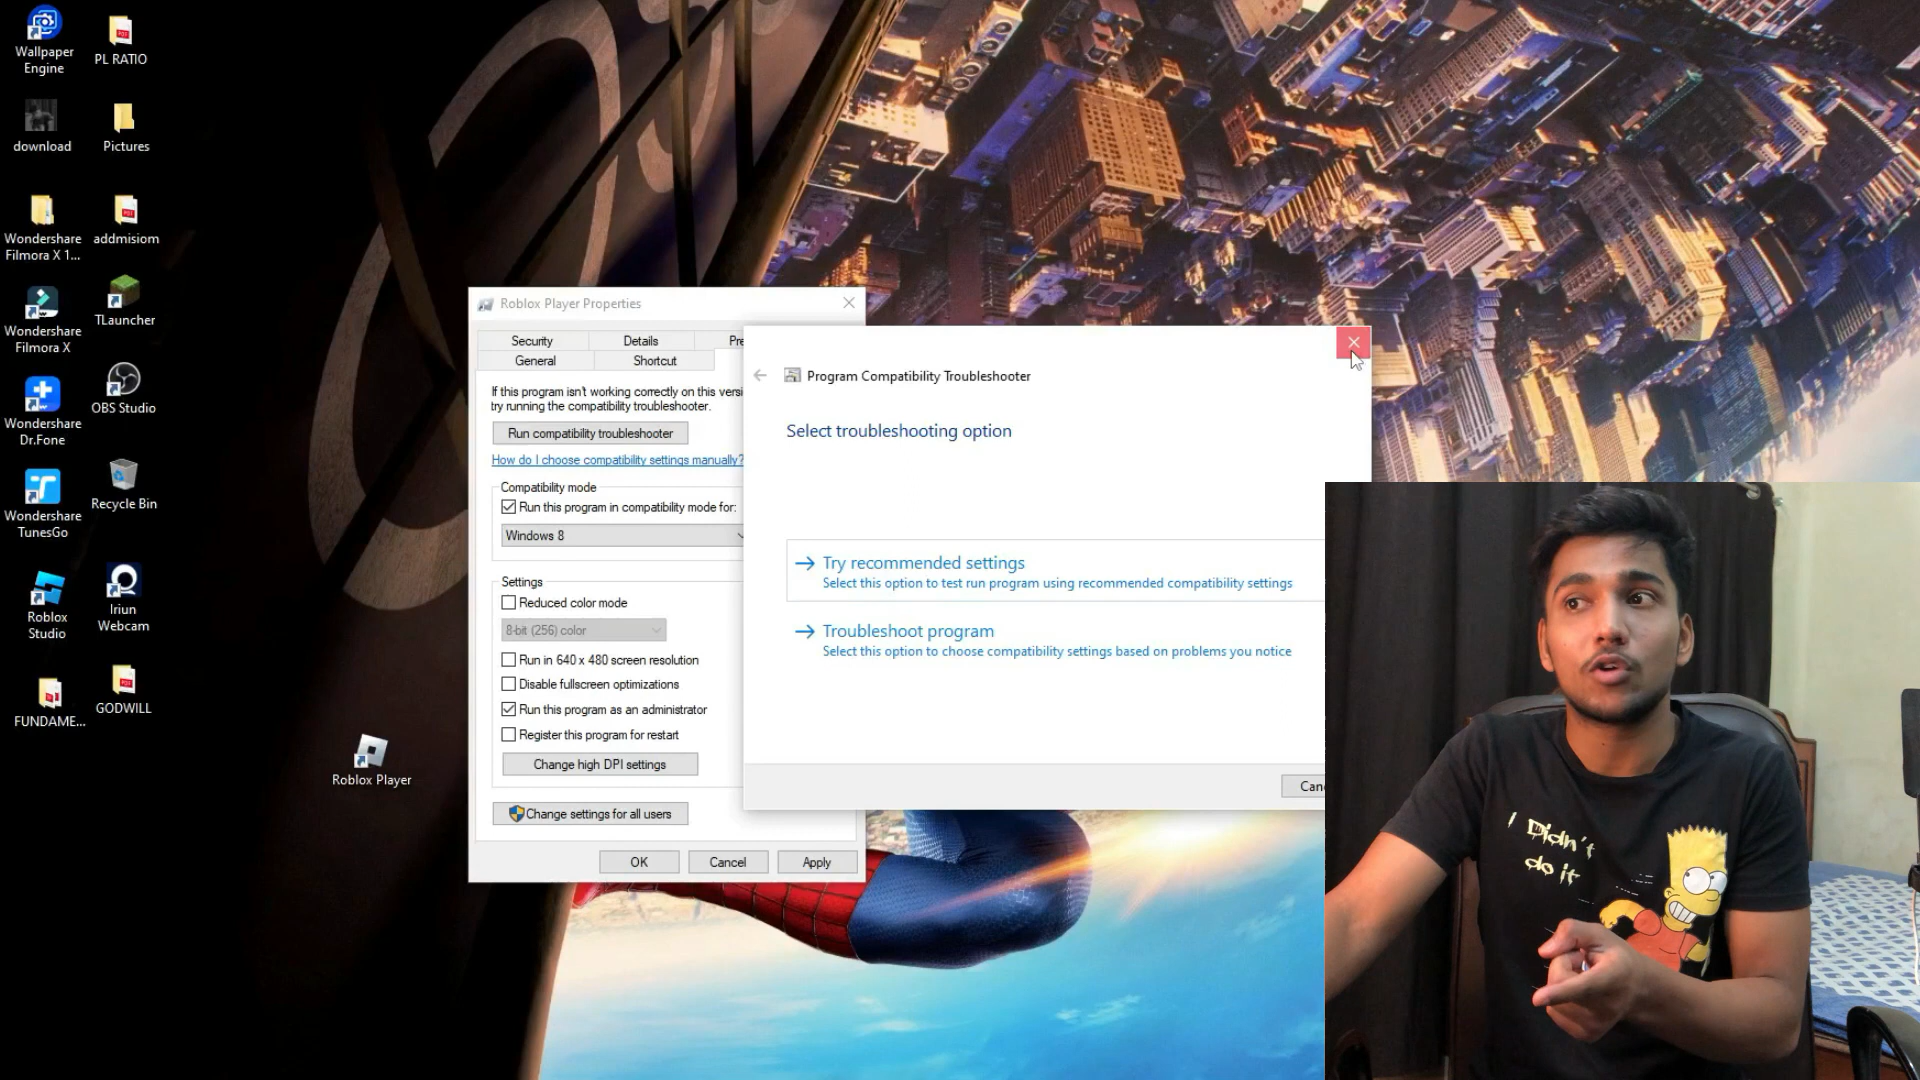 Wallpaper
Engine
PL RATIO
download
Pictures
Wondershare
Filmora X 1...
addmisiom
Wondershare
Filmora X
TLauncher
Wondershare
Dr.Fone
OBS Studio
Wondershare
TunesGo
Recycle Bin
Roblox
Studio
Iriun
Webcam
FUNDAME...
GODWILL
Roblox Player
Roblox Player Properties
Security
Details
Pre
General
Shortcut
If this program isn't working correctly on this versi
try running the compatibility troubleshooter.
Run compatibility troubleshooter
How do I choose compatibility settings manually?
Compatibility mode
Run this program in compatibility mode for:
Windows 8
Settings
Reduced color mode
8-bit (256) color
Run in 640 x 480 screen resolution
Disable fullscreen optimizations
Run this program as an administrator
Register this program for restart
Change high DPI settings
Change settings for all users
OK
Cancel
Apply
Program Compatibility Troubleshooter
Select troubleshooting option
Try recommended settings
Select this option to test run program using recommended compatibility settings
Troubleshoot program
Select this option to choose compatibility settings based on problems you notice
Canc
I Didn't
do it